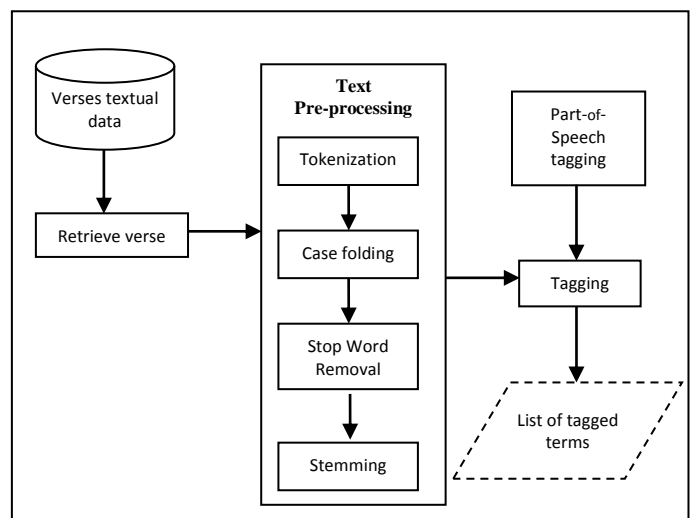 Verses textual
data
Retrieve verse
Text
Pre-processing
Tokenization
Case folding
Stop Word
Removal
Stemming
Part-of-
Speech
tagging
Tagging
List of tagged
terms